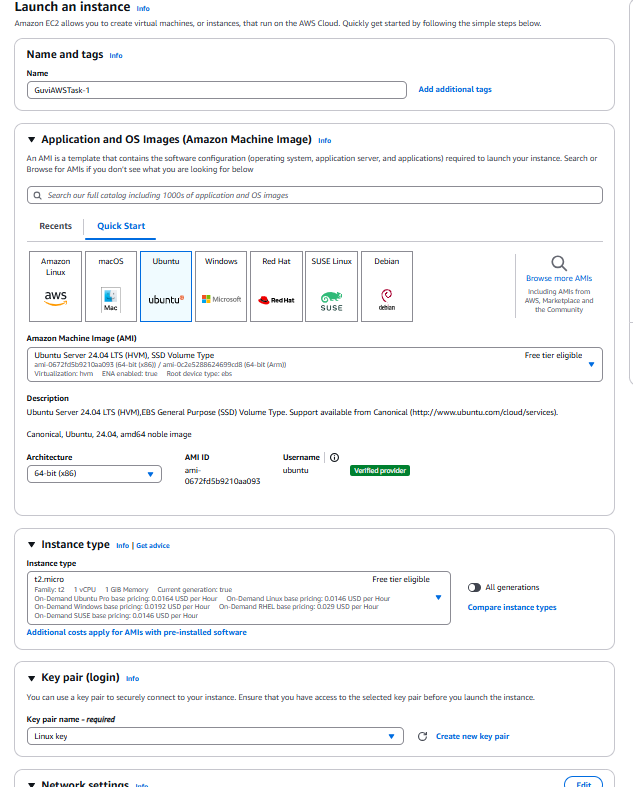 Launch an instance Info
Amazon EC2 allows you to create virtual machines, or instances, that run on the AWS Cloud. Quickly get started by following the simple steps below.
Name and tags Info
Name
GuviAWSTask-1
Add additional tags
Application and OS Images (Amazon Machine Image) Info
An AMI is a template that contains the software configuration (operating system, application server, and applications) required to launch your instance. Search or
Browse for AMIs if you don't see what you are looking for below
Search our full catalog including 1000s of application and OS images
Recents
Quick Start
Amazon
Linux
aws
macOS
Mac
Ubuntu
ubuntu
Windows
Microsoft
Red Hat
Red Hat
SUSE Linux
SUSE
Debian
debian
Browse more AMIs
Including AMIs from
AWS, Marketplace and
the Community
Amazon Machine Image (AMI)
Ubuntu Server 24.04 LTS (HVM), SSD Volume Type
Free tier eligible
ami-0672fd5b9210aa093 (64-bit (x86)) / ami-0c2e5288624699cd8 (64-bit (Arm))
Virtualization: hvm ENA enabled: true Root device type: ebs
Description
Ubuntu Server 24.04 LTS (HVM),EBS General Purpose (SSD) Volume Type. Support available from Canonical (http://www.ubuntu.com/cloud/services).
Canonical, Ubuntu, 24.04, amd64 noble image
Architecture
64-bit (x86)
AMI ID
ami-
0672fd5b9210aa093
Username
ubuntu
Verified provider
Instance type Info | Get advice
Instance type
t2.micro
Free tier eligible
Family: t2 1 vCPU 1 GiB Memory Current generation: true
On-Demand Ubuntu Pro base pricing: 0.0164 USD per Hour On-Demand Linux base pricing: 0.0146 USD per Hour
On-Demand Windows base pricing: 0.0192 USD per Hour On-Demand RHEL base pricing: 0.029 USD per Hour
On-Demand SUSE base pricing: 0.0146 USD per Hour
All generations
Compare instance types
Additional costs apply for AMIs with pre-installed software
Key pair (login) Info
You can use a key pair to securely connect to your instance. Ensure that you have access to the selected key pair before you launch the instance.
Key pair name - required
Linux key
Create new key pair
Network settings Info
Edit